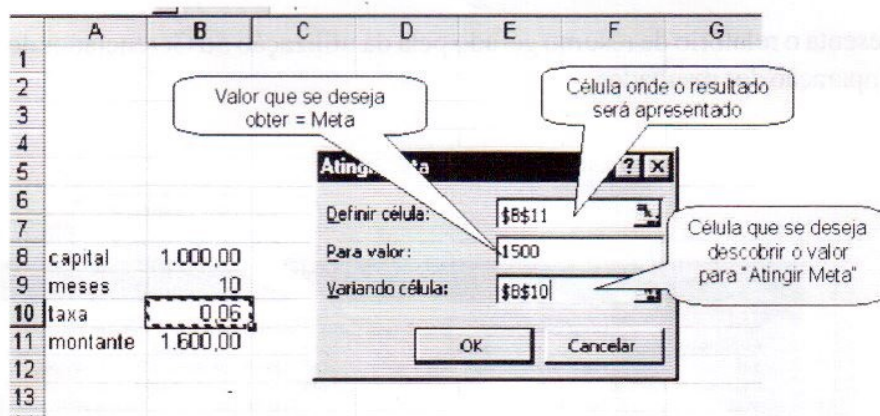 A B C D E F G
1
2
3
4
5
6
7
8 capital 1.000,00
9 meses 10
10 taxa 0,06
11 montante 1.600,00
12
13
Valor que se deseja
obter = Meta
Célula onde o resultado
será apresentado
? X
Definir célula: $B$11
Para valor: 1500
Variando célula: $B$10
OK Cancelar
Célula que se deseja
descobrir o valor
para "Atingir Meta"